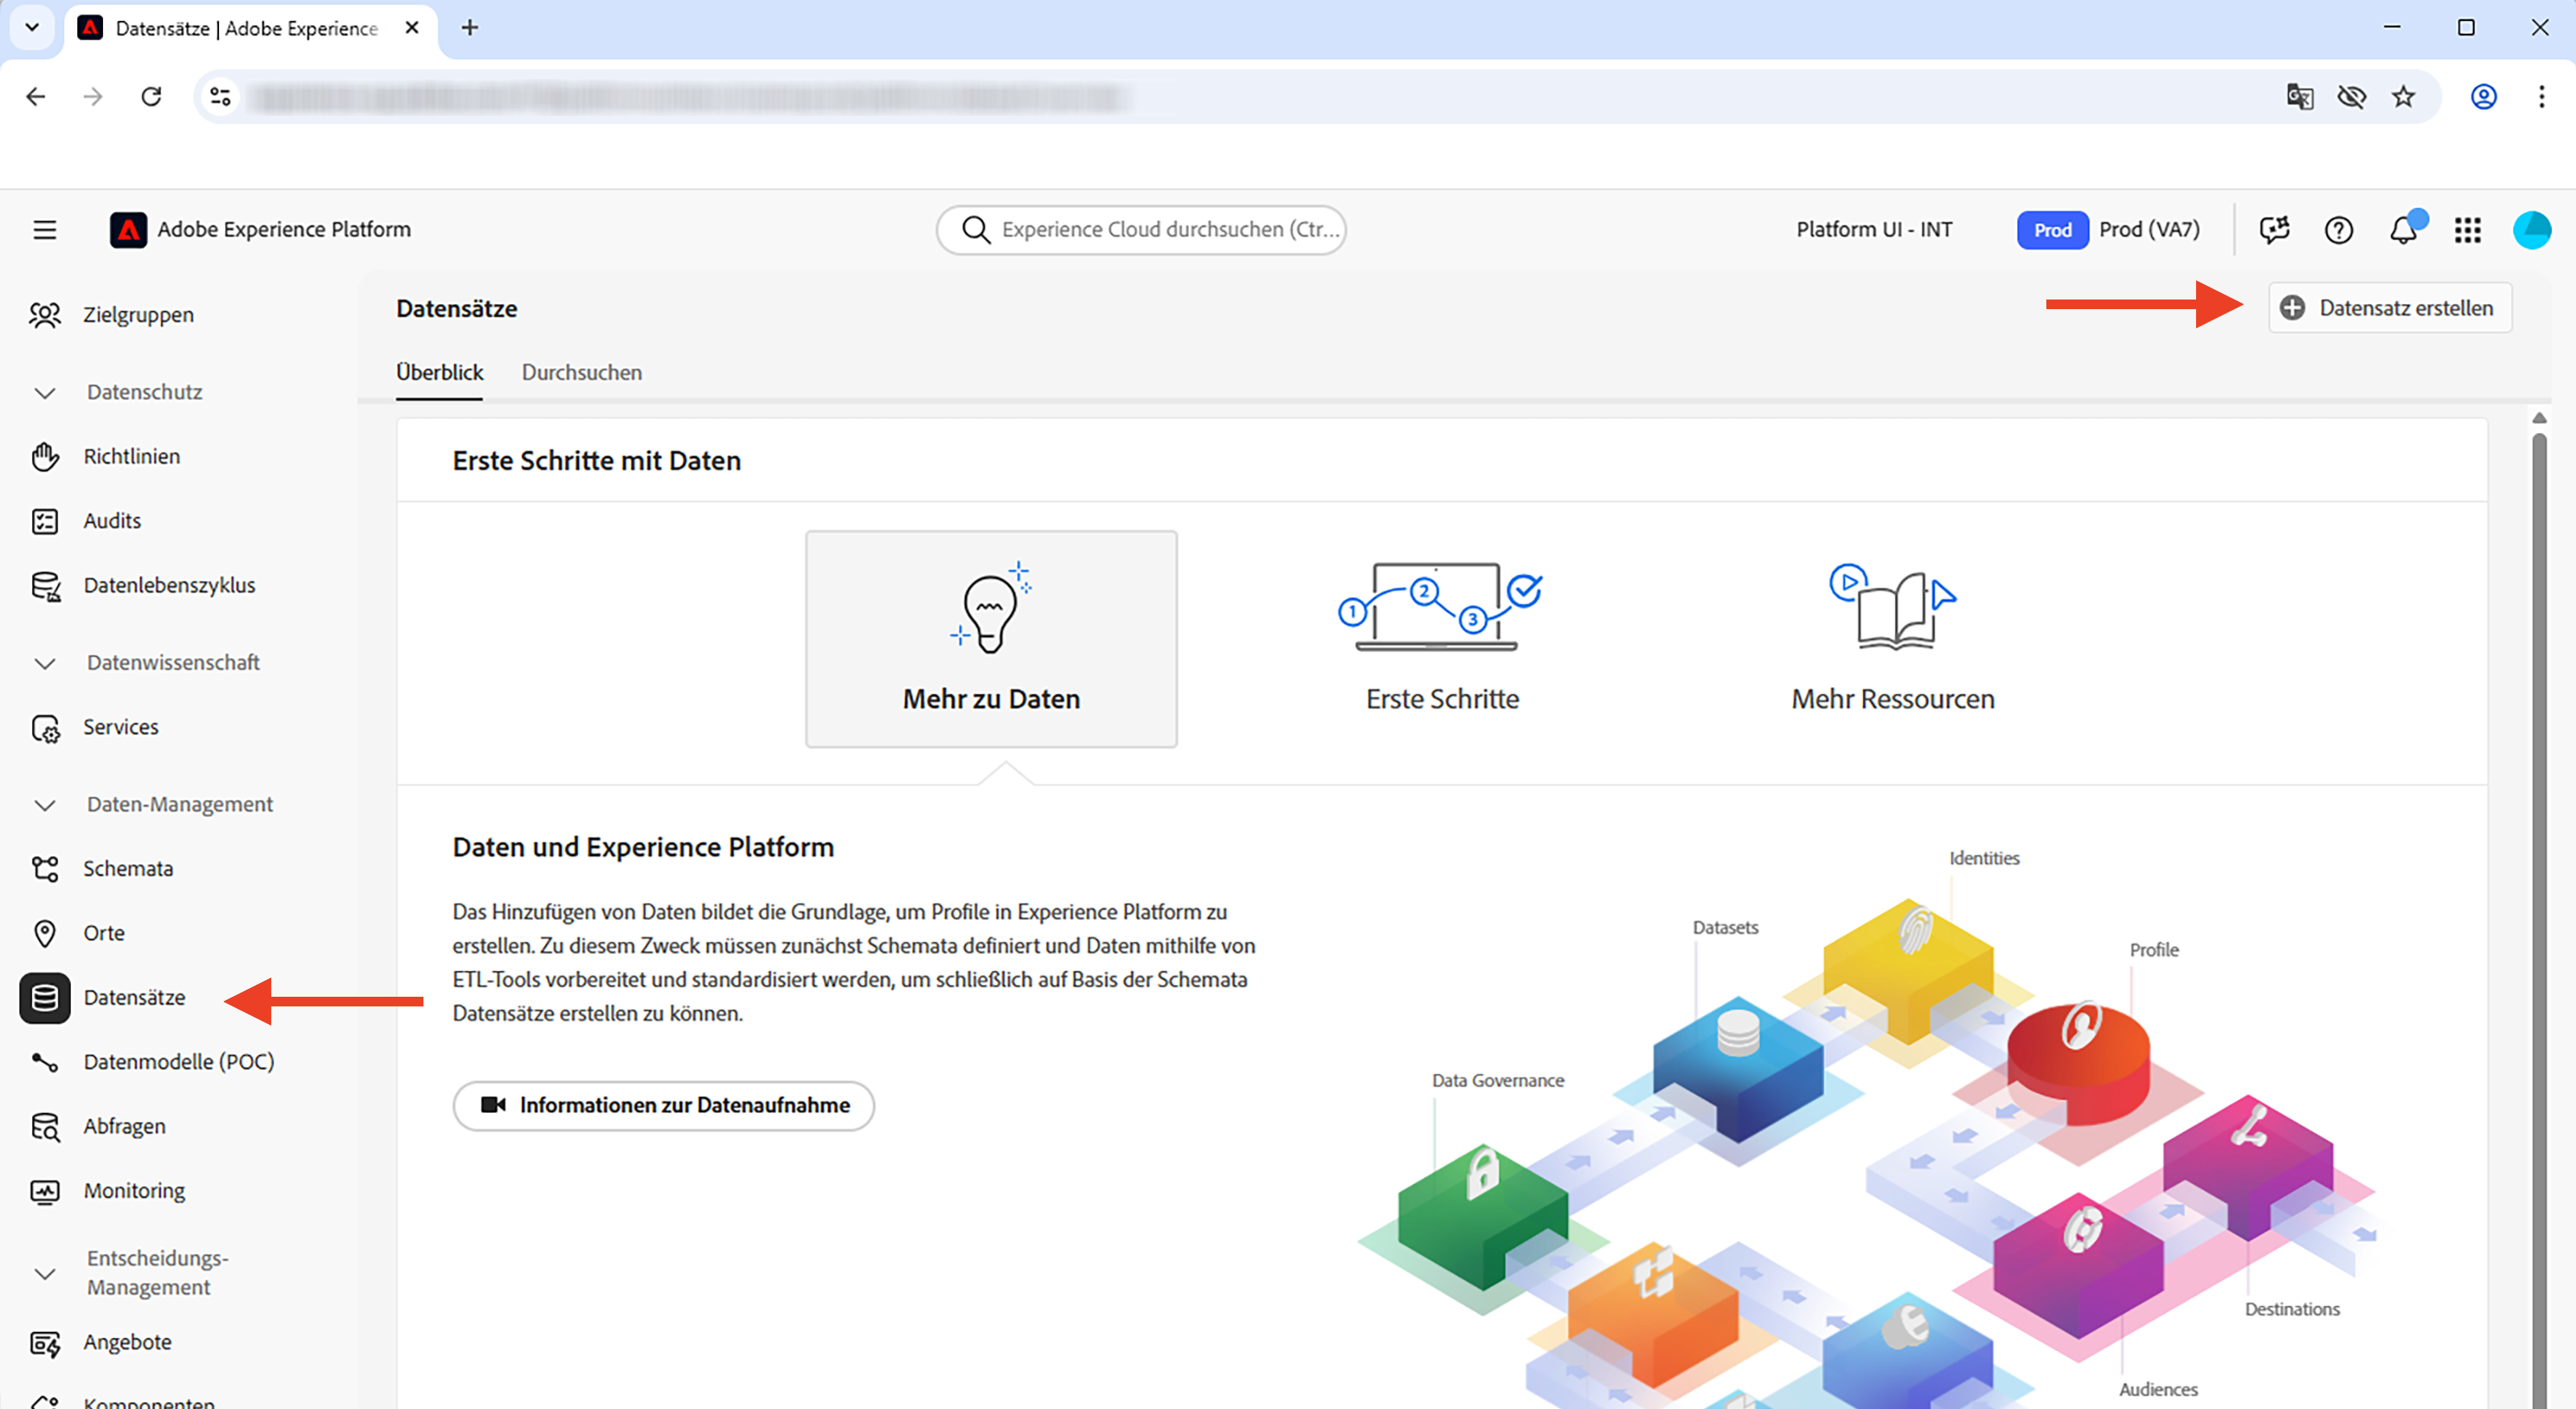 Datensätze | Adobe Experience
Adobe Experience Platform
Experience Cloud durchsuchen (Ctr...
Platform UI - INT
Prod
Prod (VA7)
Zielgruppen
Datenschutz
Richtlinien
Audits
Datenlebenszyklus
Datenwissenschaft
Services
Daten-Management
Schemata
Orte
Datensätze
Datenmodelle (POC)
Abfragen
Monitoring
Entscheidungs-
Management
Angebote
Komponenten
Datensätze
Datensatz erstellen
Überblick
Durchsuchen
Erste Schritte mit Daten
Mehr zu Daten
1
2
3
Erste Schritte
Mehr Ressourcen
Daten und Experience Platform
Das Hinzufügen von Daten bildet die Grundlage, um Profile in Experience Platform zu
erstellen. Zu diesem Zweck müssen zunächst Schemata definiert und Daten mithilfe von
ETL-Tools vorbereitet und standardisiert werden, um schließlich auf Basis der Schemata
Datensätze erstellen zu können.
Informationen zur Datenaufnahme
Identities
Datasets
Profile
Data Governance
Destinations
Audiences